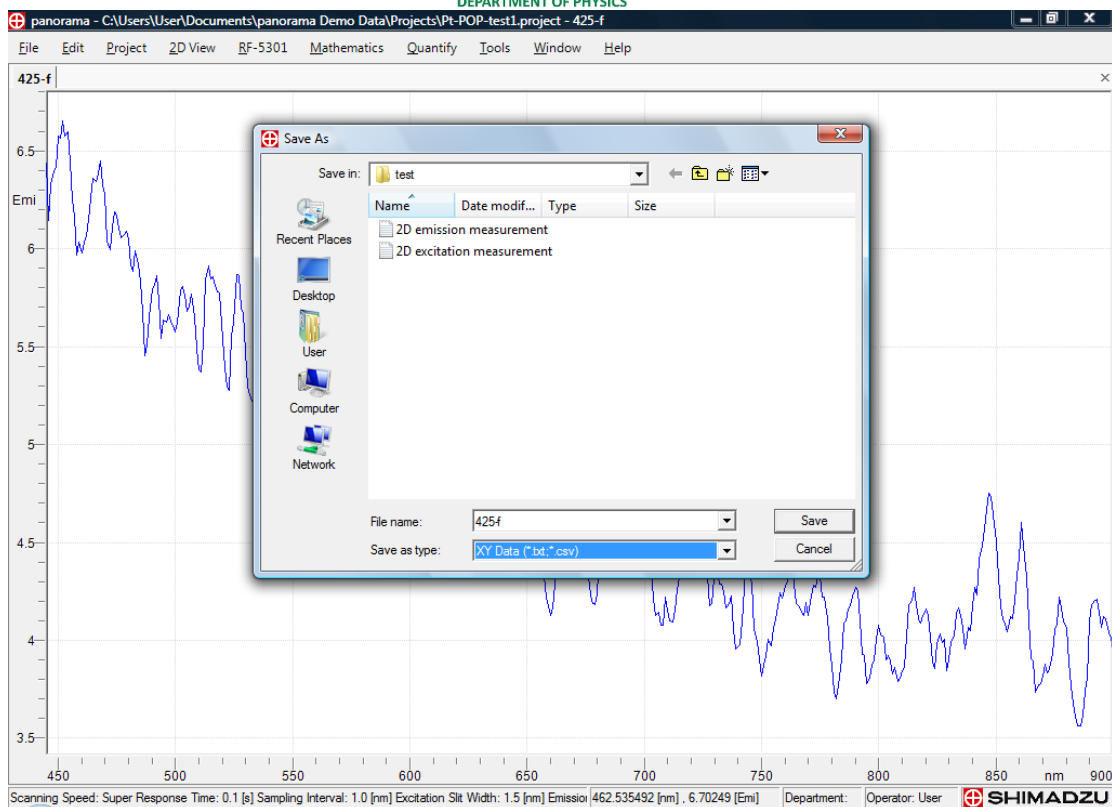 DEPARTMENT OF PHYSICS
panorama - C:\Users\User\Documents\panorama Demo Data\Projects\Pt-POP-test1.project - 425-f
File Edit Project 2D View RF-5301 Mathematics Quantify Tools Window Help
425-f
Save As
Save in: test
Name Date modif... Type Size
2D emission measurement
2D excitation measurement
Recent Places
Desktop
User
Computer
Network
File name: 425-f Save
Save as type: XY Data (*.txt;*.csv) Cancel
6.5
Emi
6
5.5
5
4.5
4
3.5
450 500 550 600 650 700 750 800 850 nm 900
Scanning Speed: Super Response Time: 0.1 [s] Sampling Interval: 1.0 [nm] Excitation Slit Width: 1.5 [nm] Emissio 462.535492 [nm] , 6.70249 [Emi] Department: Operator: User SHIMADZU